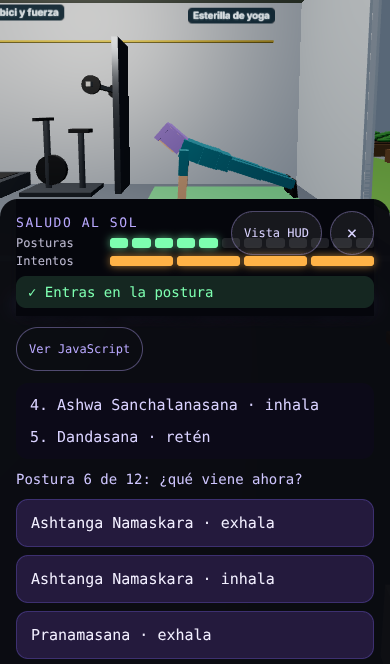 bici y fuerza
Esterilla de yoga
SALUDO AL SOL
Vista HUD
×
Posturas
Intentos
✓ Entras en la postura
Ver JavaScript
4. Ashwa Sanchalanasana · inhala
5. Dandasana · retén
Postura 6 de 12: ¿qué viene ahora?
Ashtanga Namaskara · exhala
Ashtanga Namaskara · inhala
Pranamasana · exhala